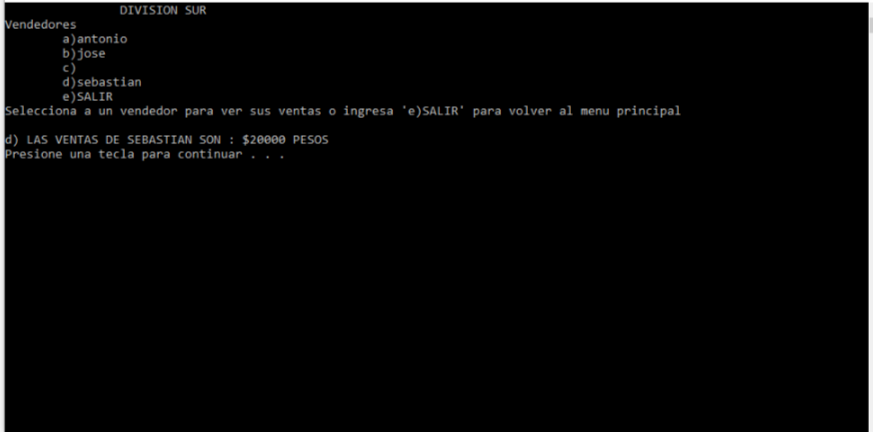 DIVISION SUR
Vendedores
a)antonio
b)jose
c)
d)sebastian
e)SALIR
Selecciona a un vendedor para ver sus ventas o ingresa 'e)SALIR' para volver al menu principal
d) LAS VENTAS DE SEBASTIAN SON : $20000 PESOS
Presione una tecla para continuar . . .